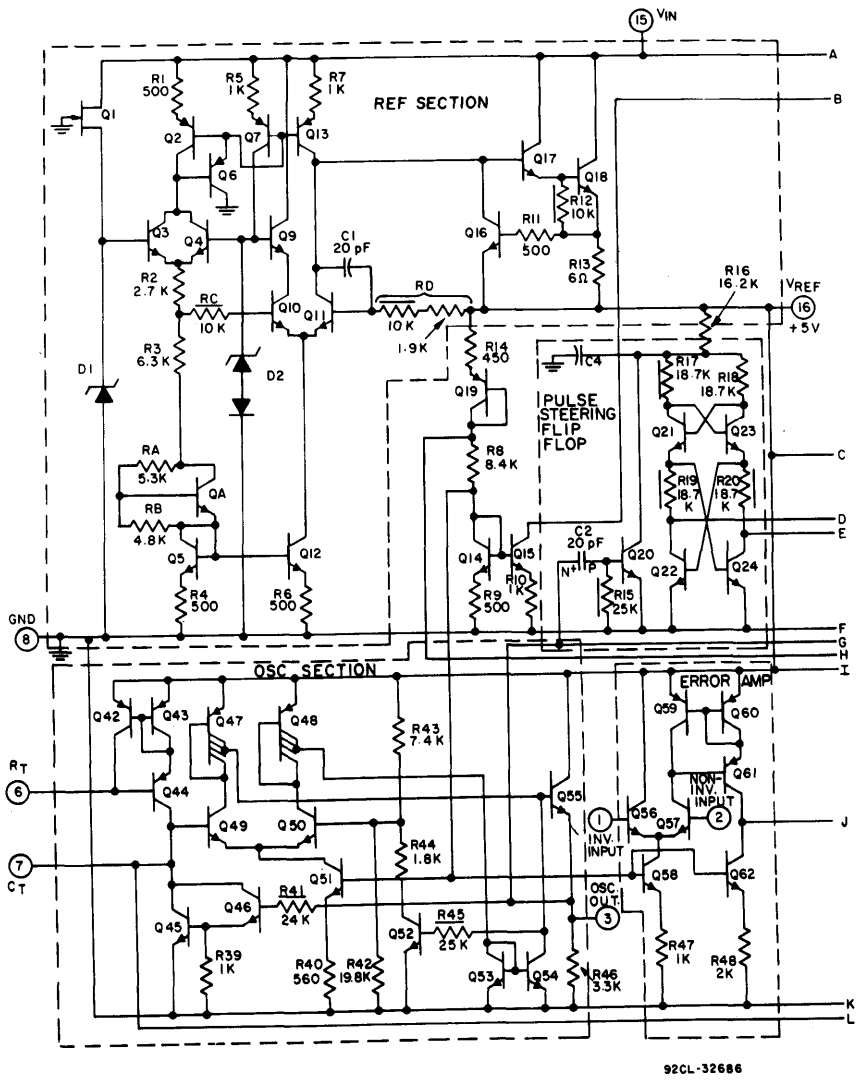 15 VIN
A
R1
500
R5
1K
R7
1K
REF SECTION
B
Q1
Q2
Q7
Q13
Q6
Q17
Q18
R12
10K
Q3
Q4
Q9
C1
20 pF
Q16
R11
500
R13
6Ω
R16
16.2K
R2
2.7 K
RC
10K
Q10
Q11
RD
10K
1.9K
VREF
16
+5V
R3
6.3K
D1
D2
R14
450
C4
R17
18.7K
R18
18.7K
Q19
PULSE
STEERING
FLIP
FLOP
Q21
Q23
RA
5.3K
QA
RB
4.8K
R8
8.4K
C
R19
18.7
K
R20
18.7
K
D
E
Q5
Q12
Q14
Q15
C2
20 pF
N+
P
Q20
Q22
Q24
R4
500
R6
500
R9
500
R10
1K
R15
25K
GND
8
F
G
H
I
OSC SECTION
ERROR AMP
Q42
Q43
Q47
Q48
R43
7.4K
Q59
Q60
RT
6
Q44
Q61
NON-
INV.
INPUT
Q55
Q56
Q57
2
1
INV.
INPUT
J
Q49
Q50
R44
1.8K
7
CT
Q51
Q58
Q62
OSC
OUT.
3
Q46
R41
24K
Q45
Q52
R45
25K
R39
1K
R40
560
R42
19.8K
Q53
Q54
R46
3.3K
R47
1K
R48
2K
K
L
92CL-32686